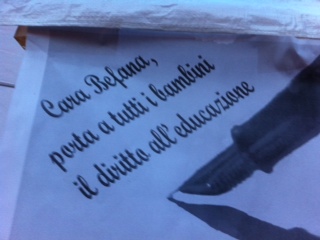 Cara Befana,
porta a tutti i bambini
il diritto all'educazione